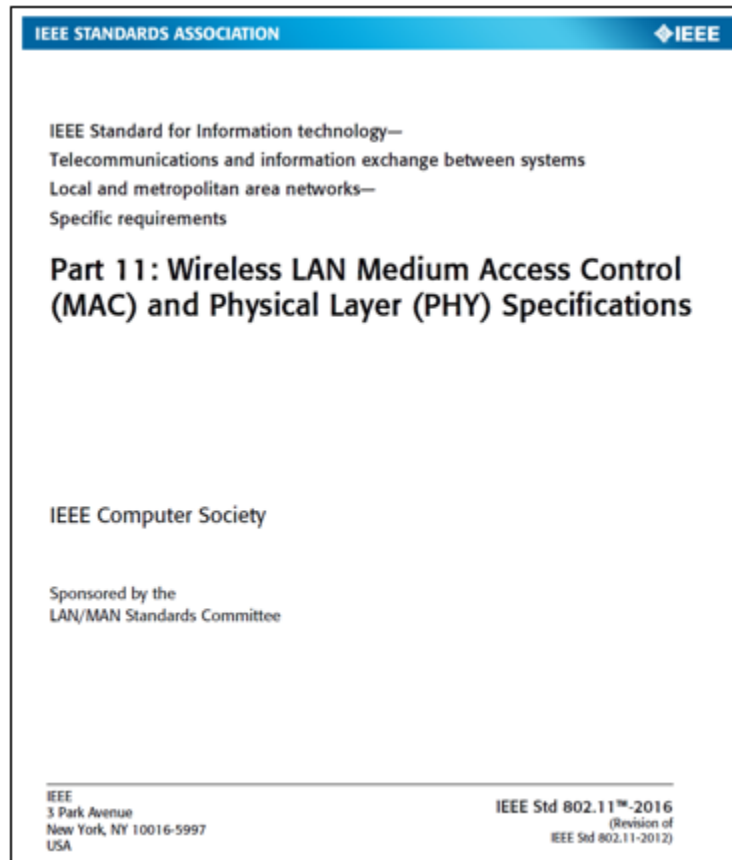 IEEE STANDARDS ASSOCIATION
IEEE
IEEE Standard for Information technology—
Telecommunications and information exchange between systems
Local and metropolitan area networks—
Specific requirements
Part 11: Wireless LAN Medium Access Control
(MAC) and Physical Layer (PHY) Specifications
IEEE Computer Society
Sponsored by the
LAN/MAN Standards Committee
IEEE
3 Park Avenue
New York, NY 10016-5997
USA
IEEE Std 802.11™-2016
(Revision of
IEEE Std 802.11-2012)